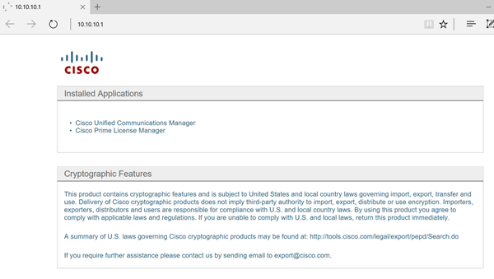 10.10.10.1
10.10.10.1
CISCO
Installed Applications
• Cisco Unified Communications Manager
• Cisco Prime License Manager
Cryptographic Features
This product contains cryptographic features and is subject to United States and local country laws governing import, export, transfer and
use. Delivery of Cisco cryptographic products does not imply third-party authority to import, export, distribute or use encryption. Importers,
exporters, distributors and users are responsible for compliance with U.S. and local country laws. By using this product you agree to
comply with applicable laws and regulations. If you are unable to comply with U.S. and local laws, return this product immediately.
A summary of U.S. laws governing Cisco cryptographic products may be found at: http://tools.cisco.com/legal/export/pepd/Search.do
If you require further assistance please contact us by sending email to export@cisco.com.